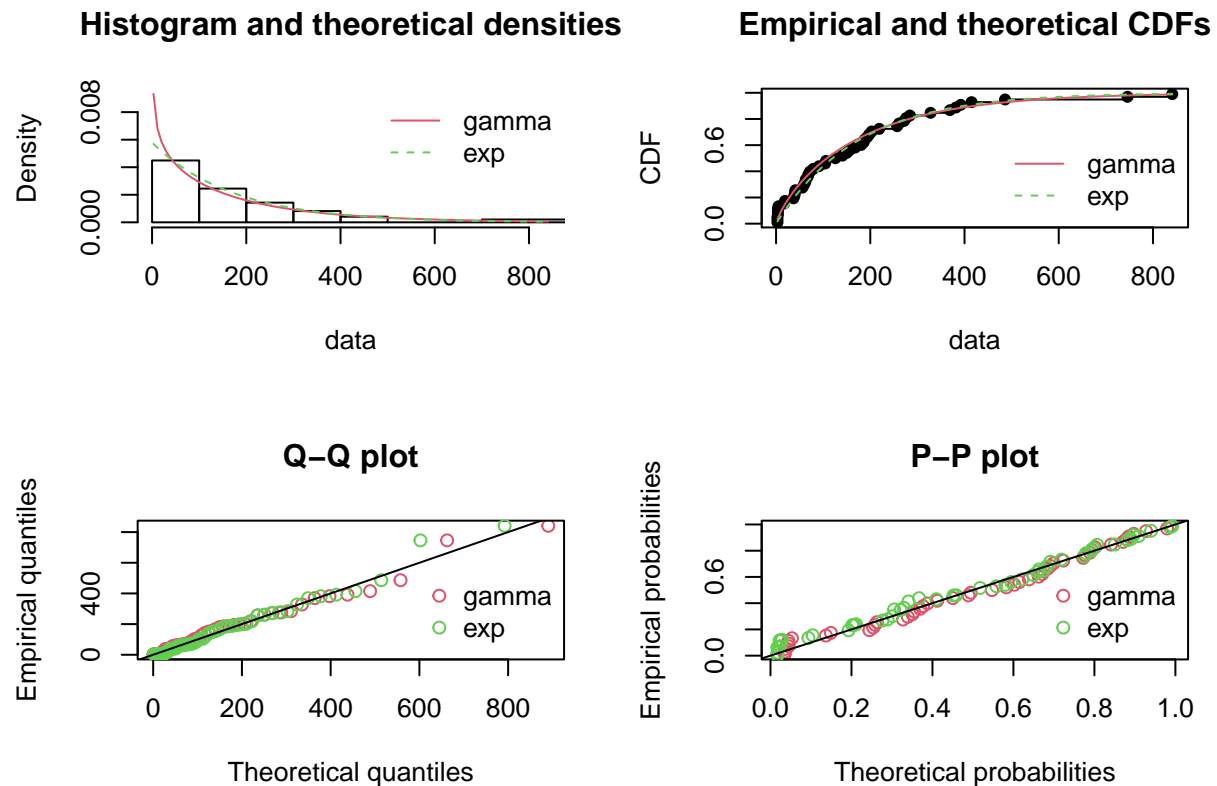 Histogram and theoretical densities
Density
0.000 0.008
gamma
exp
0 200 400 600 800
data
Empirical and theoretical CDFs
CDF
0.0 0.6
gamma
exp
0 200 400 600 800
data
Q−Q plot
Empirical quantiles
0 400
gamma
exp
0 200 400 600 800
Theoretical quantiles
P−P plot
Empirical probabilities
0.0 0.6
gamma
exp
0.0 0.2 0.4 0.6 0.8 1.0
Theoretical probabilities